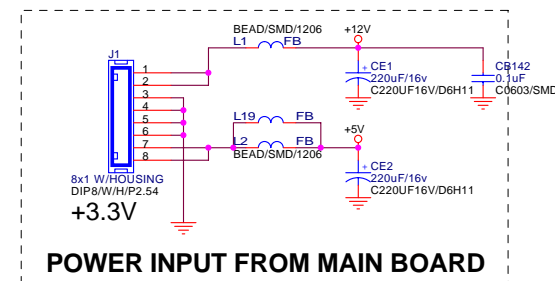 BEAD/SMD/1206
L1 FB
+12V
J1
1
2
3
4
5
6
7
8
+ CE1
220uF/16v
C220UF16V/D6H11
CB142
0.1uF
C0603/SMD
L19 FB
L2 FB
BEAD/SMD/1206
+5V
+ CE2
220uF/16v
C220UF16V/D6H11
8x1 W/HOUSING
DIP8/W/H/P2.54
+3.3V
POWER INPUT FROM MAIN BOARD